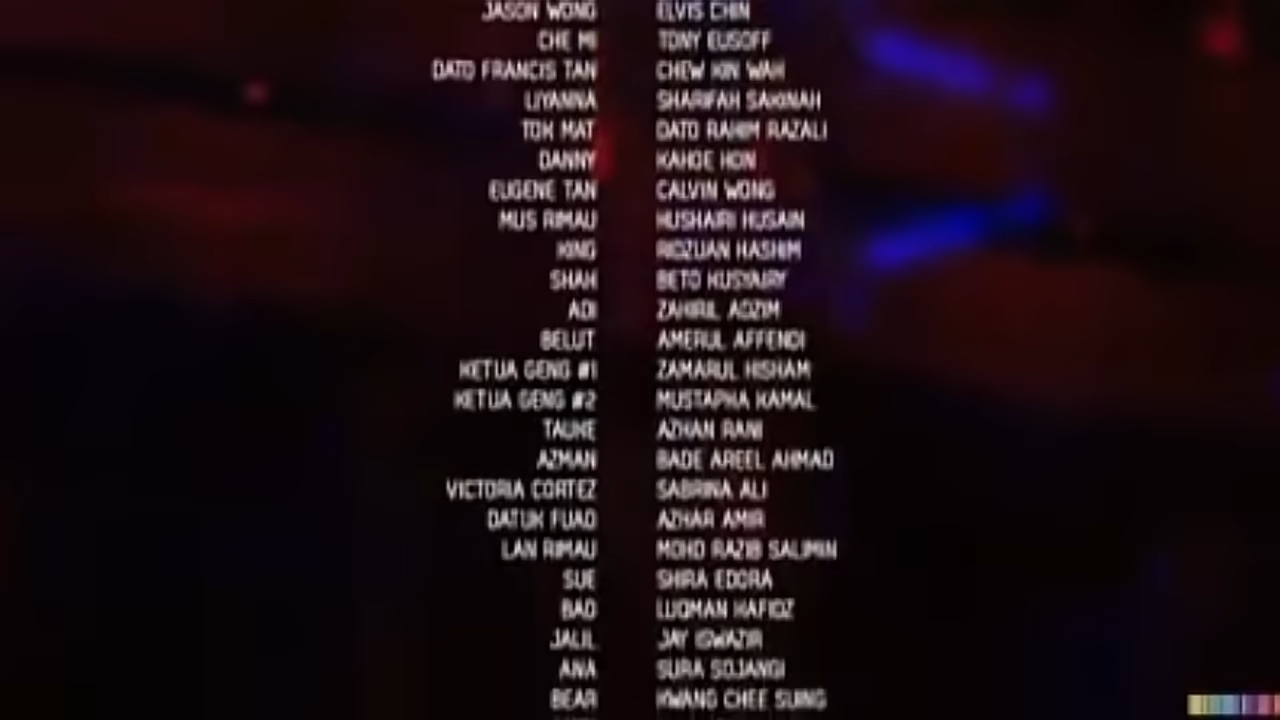 JASON WONG ELVIS CHIN
CHE MI TONY EUSOFF
DATO FRANCIS TAN CHEW KIN WAH
LIYANNA SHARIFAH SAKINAH
TOK MAT DATO RAHIM RAZALI
DANNY KAHOE HON
EUGENE TAN CALVIN WONG
MUS RIMAU HUSHAIRI HUSAIN
KING RIDZUAN HASHIM
SHAH BETO KUSYAIRY
ADI ZAHIRIL ADZIM
BELUT AMERUL AFFENDI
KETUA GENG #1 ZAMARUL HISHAM
KETUA GENG #2 MUSTAPHA KAMAL
TAUKE AZHAN RANI
AZMAN BADE AREEL AHMAD
VICTORIA CORTEZ SABRINA ALI
DATUK FUAD AZHAR AMIR
LAN RIMAU MOHD RAZIB SALIMIN
SUE SHIRA EDORA
BAD LUQMAN HAFIDZ
JALIL JAY ISWAZIR
ANA SURA SOJANGI
BEAR KWANG CHEE SUNG